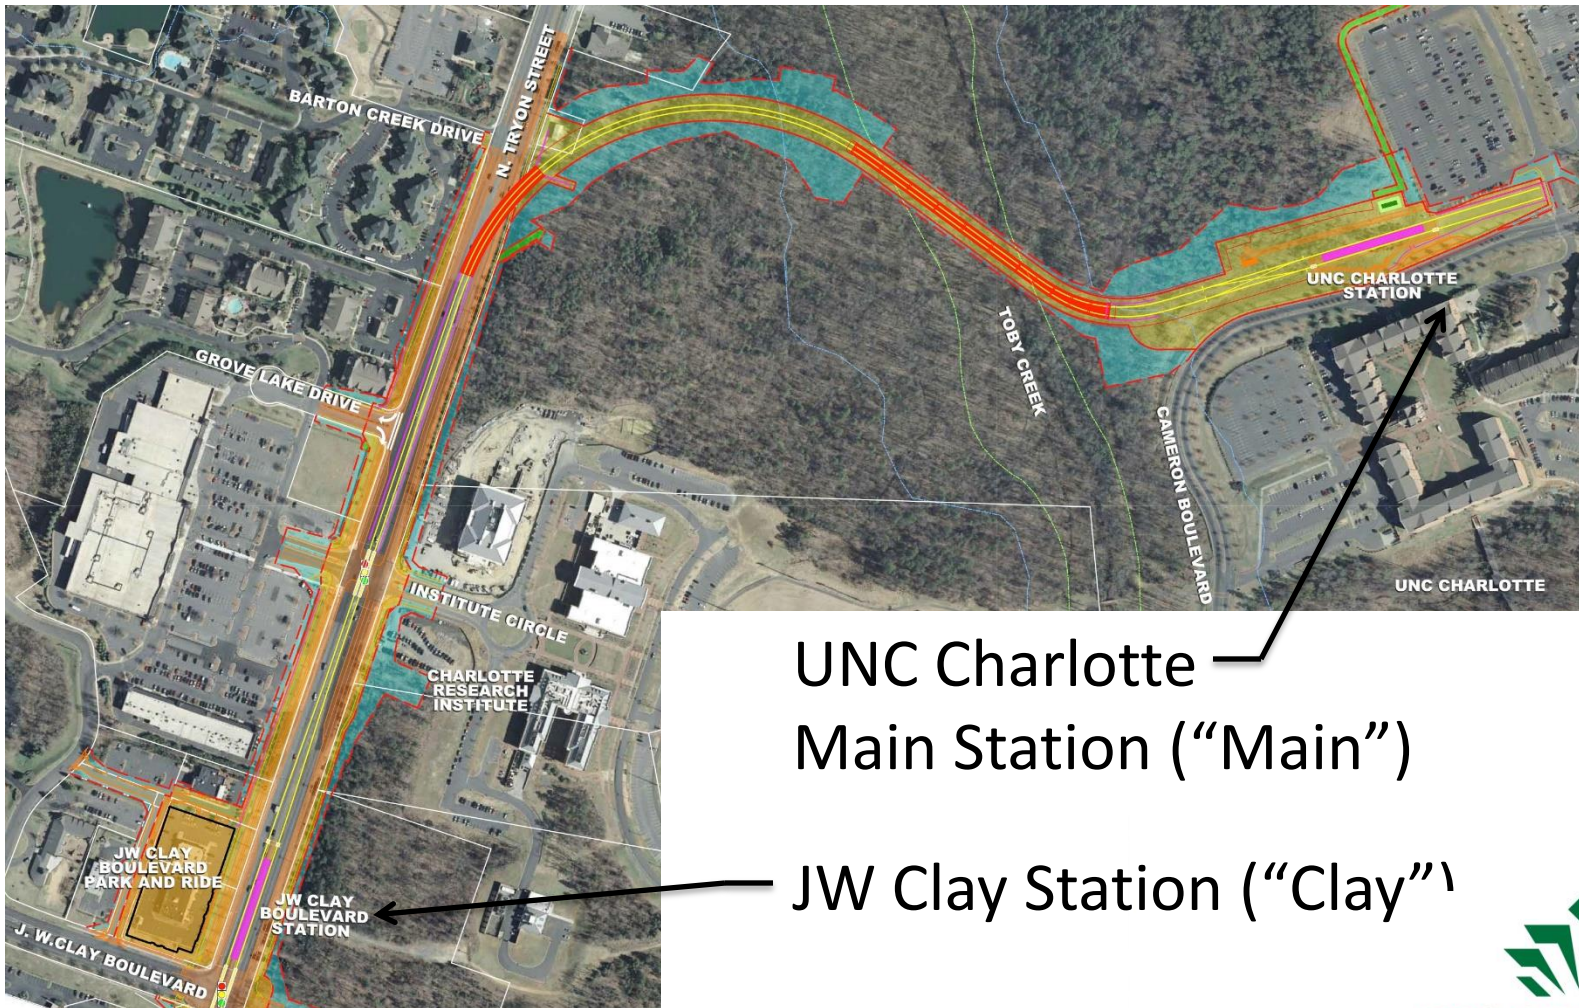 BARTON CREEK DRIVE
N. TRYON STREET
UNC CHARLOTTE
STATION
TOBY CREEK
GROVE LAKE DRIVE
CAMERON BOULEVARD
UNC CHARLOTTE
INSTITUTE CIRCLE
CHARLOTTE
RESEARCH
INSTITUTE
UNC Charlotte
Main Station (“Main”)
JW CLAY
BOULEVARD
PARK AND RIDE
JW CLAY
BOULEVARD
STATION
JW Clay Station (“Clay”)
J. W.CLAY BOULEVARD